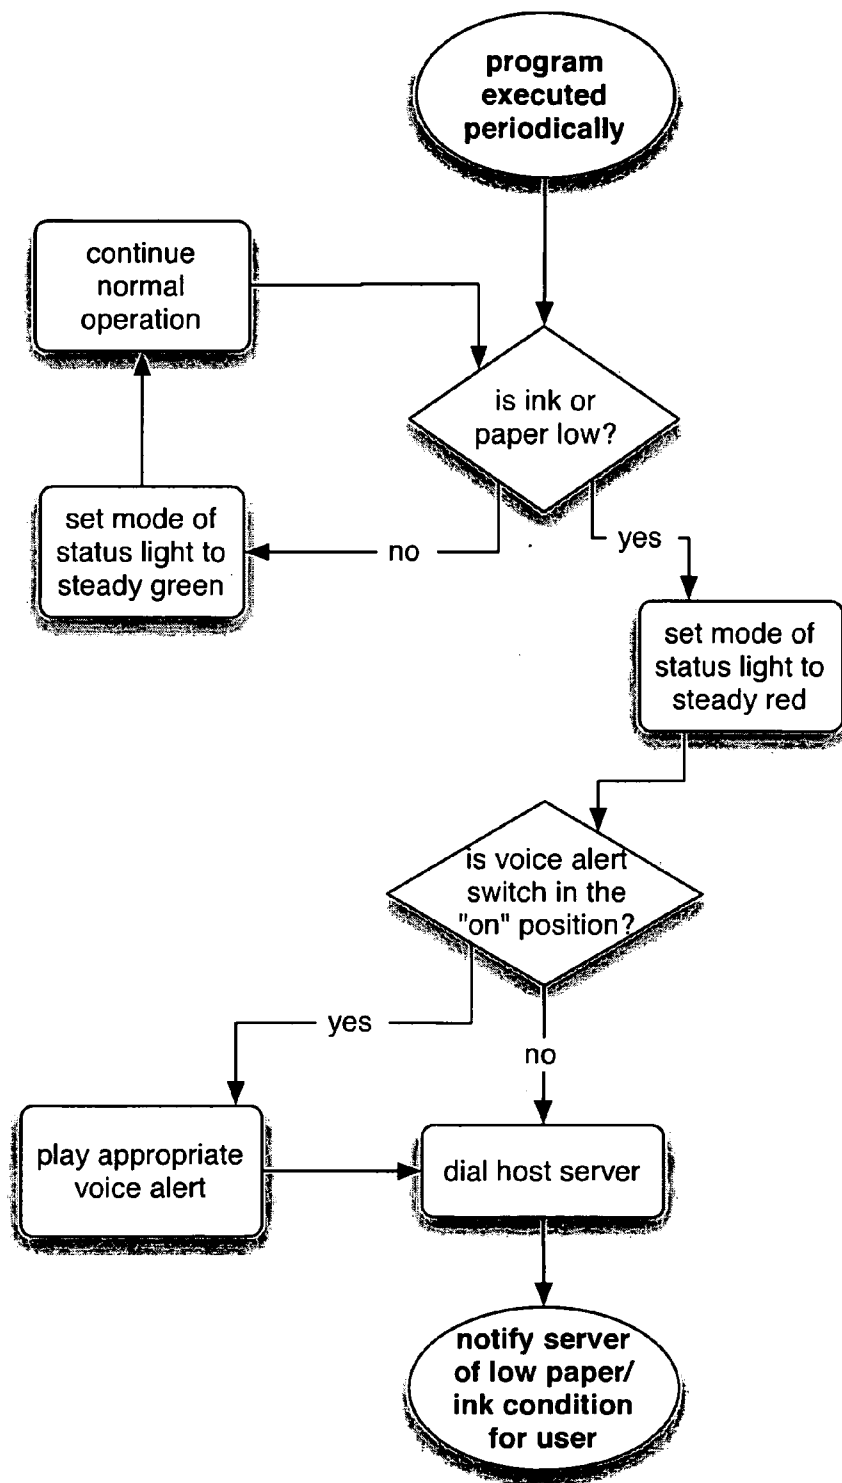 program
executed
periodically
continue
normal
operation
is ink or
paper low?
set mode of
status light to
steady green
no
yes
set mode of
status light to
steady red
is voice alert
switch in the
"on" position?
yes
no
play appropriate
voice alert
dial host server
notify server
of low paper/
ink condition
for user